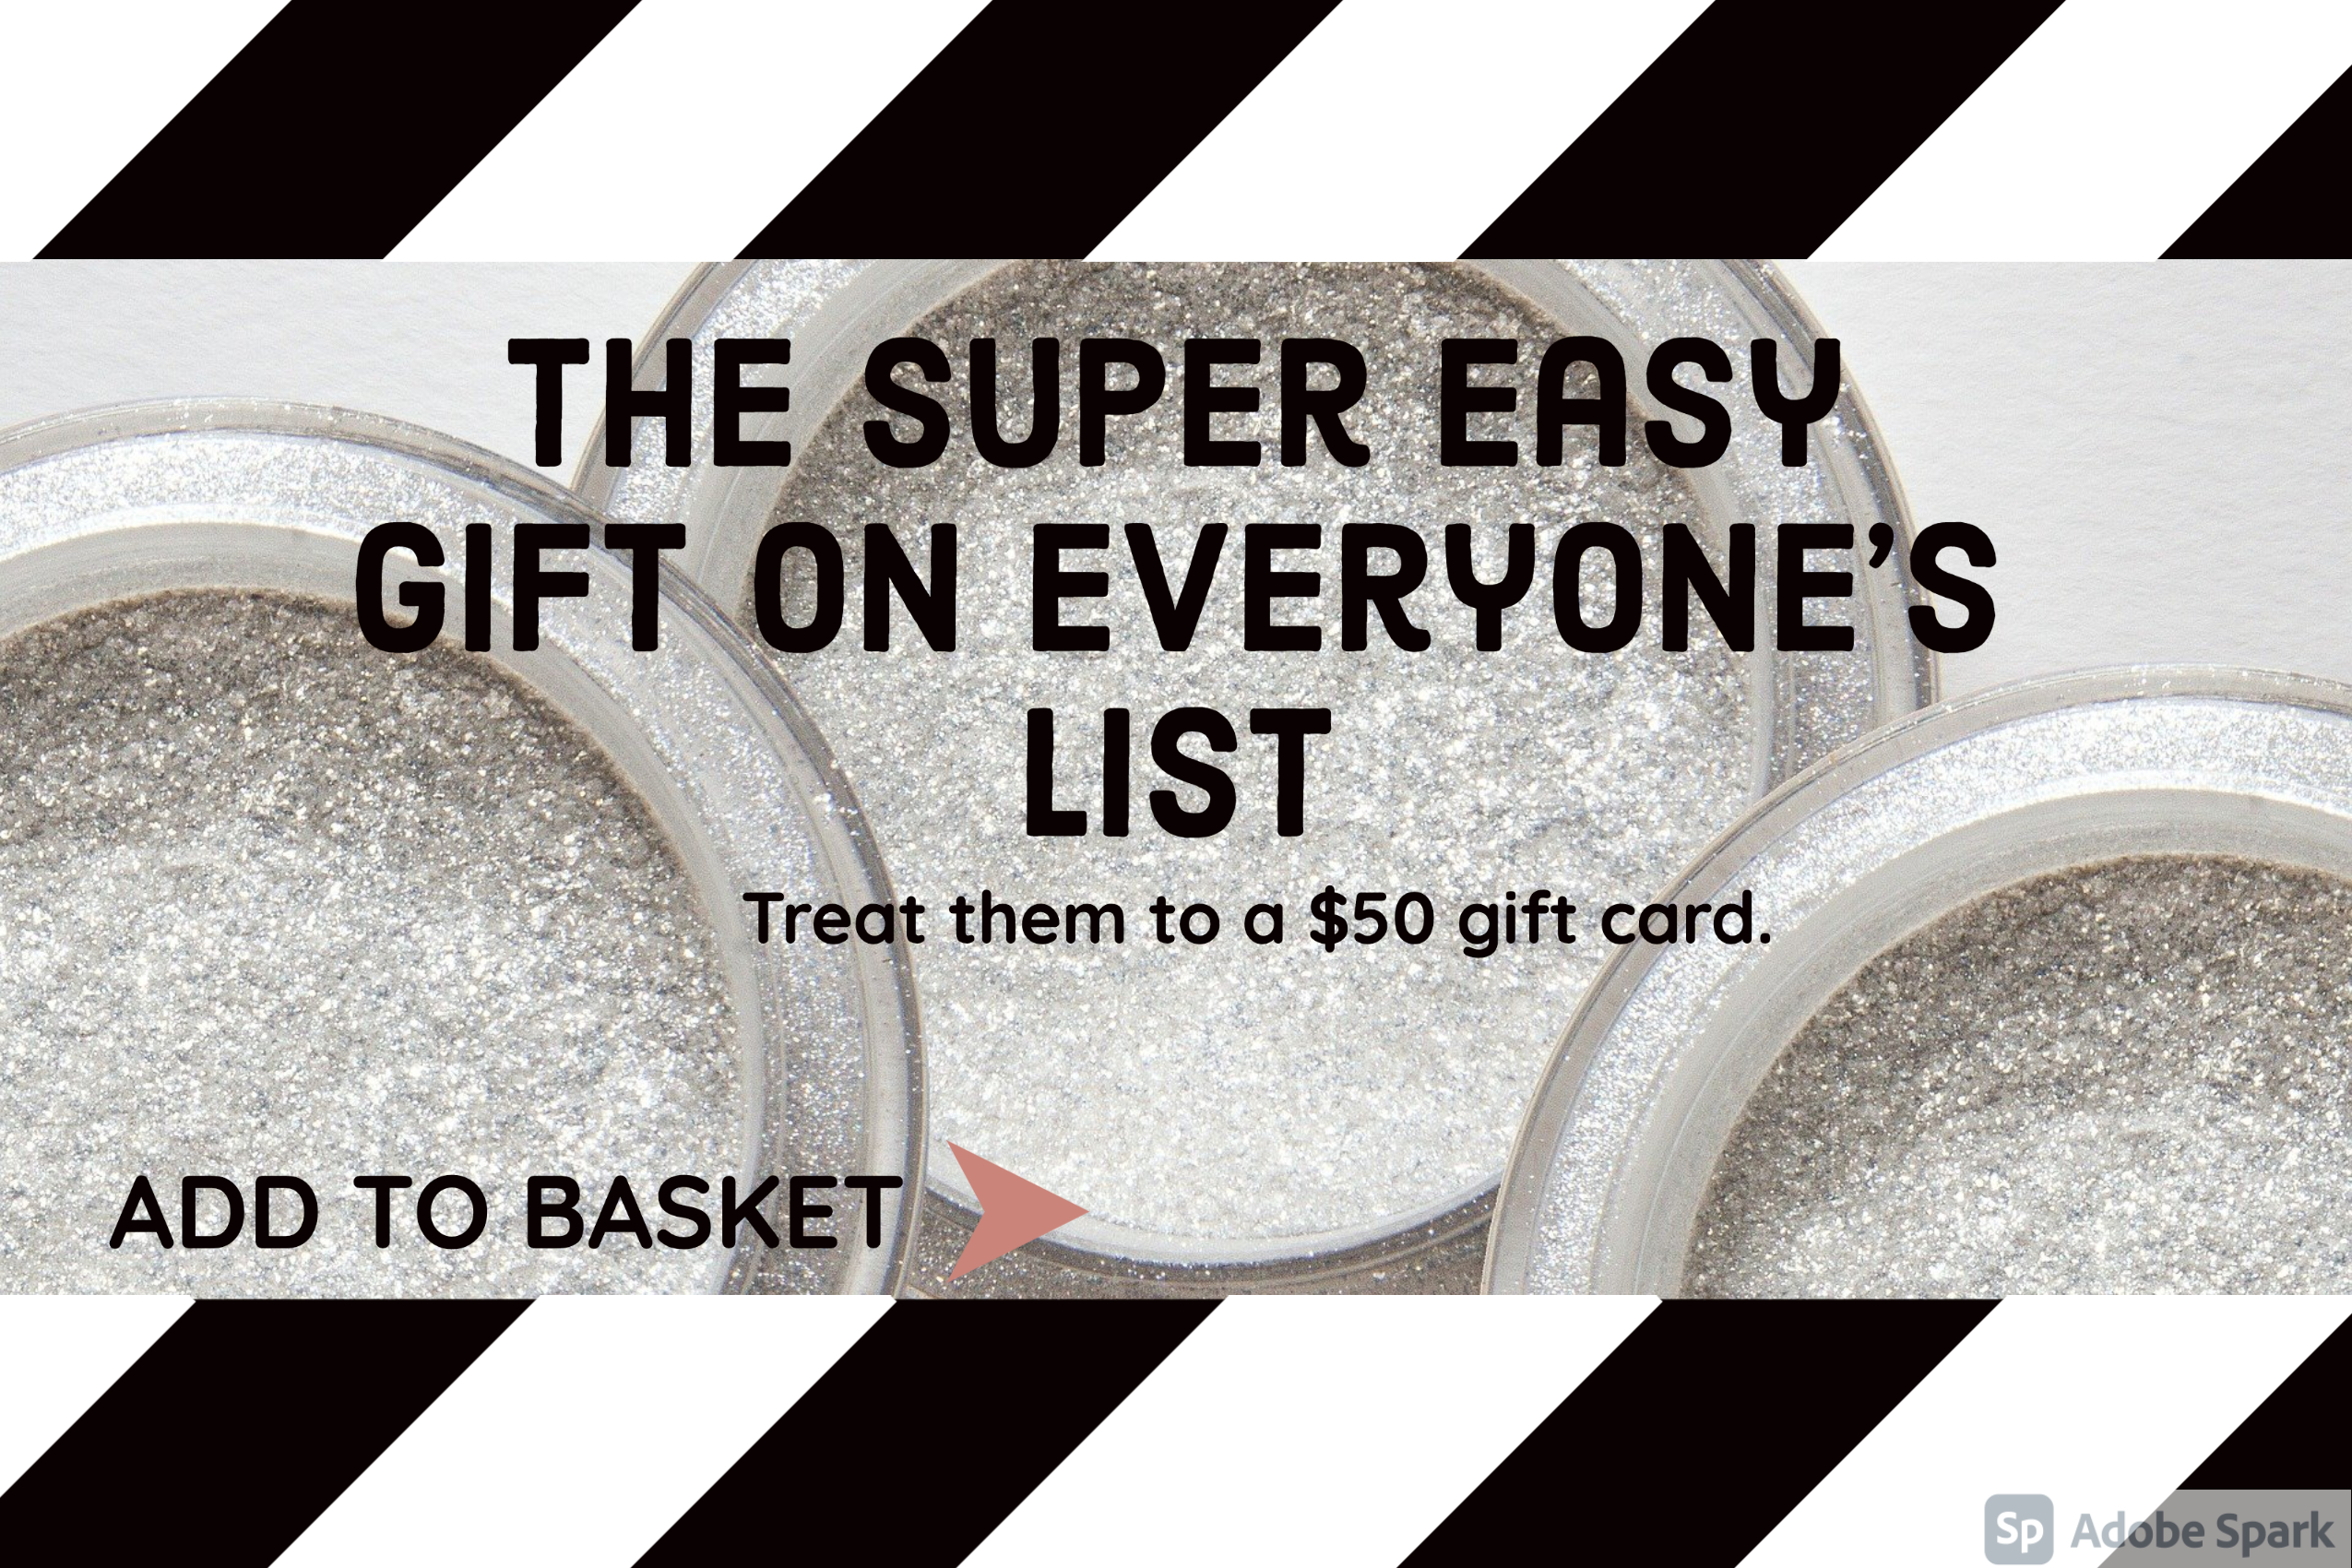 THE SUPER EASY
GIFT ON EVERYONE’S
LIST
Treat them to a $50 gift card.
ADD TO BASKET
Sp Adobe Spark